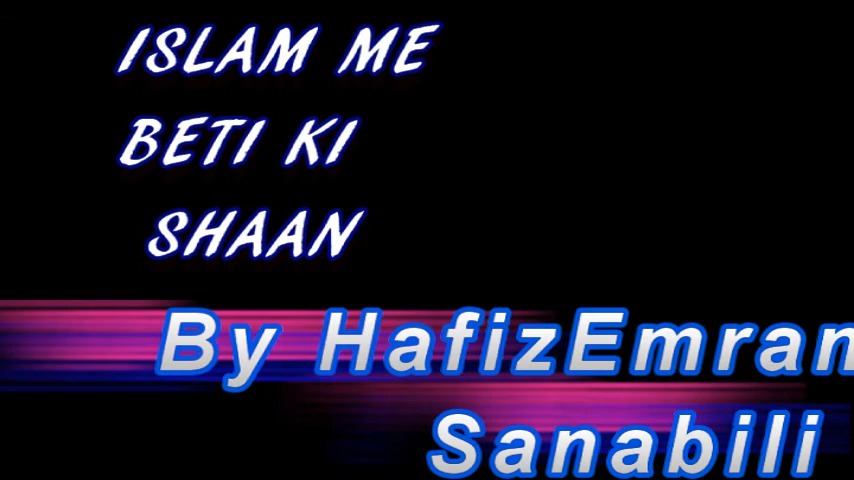 ISLAM ME
BETI KI
SHAAN
By HafizEmran
Sanabili